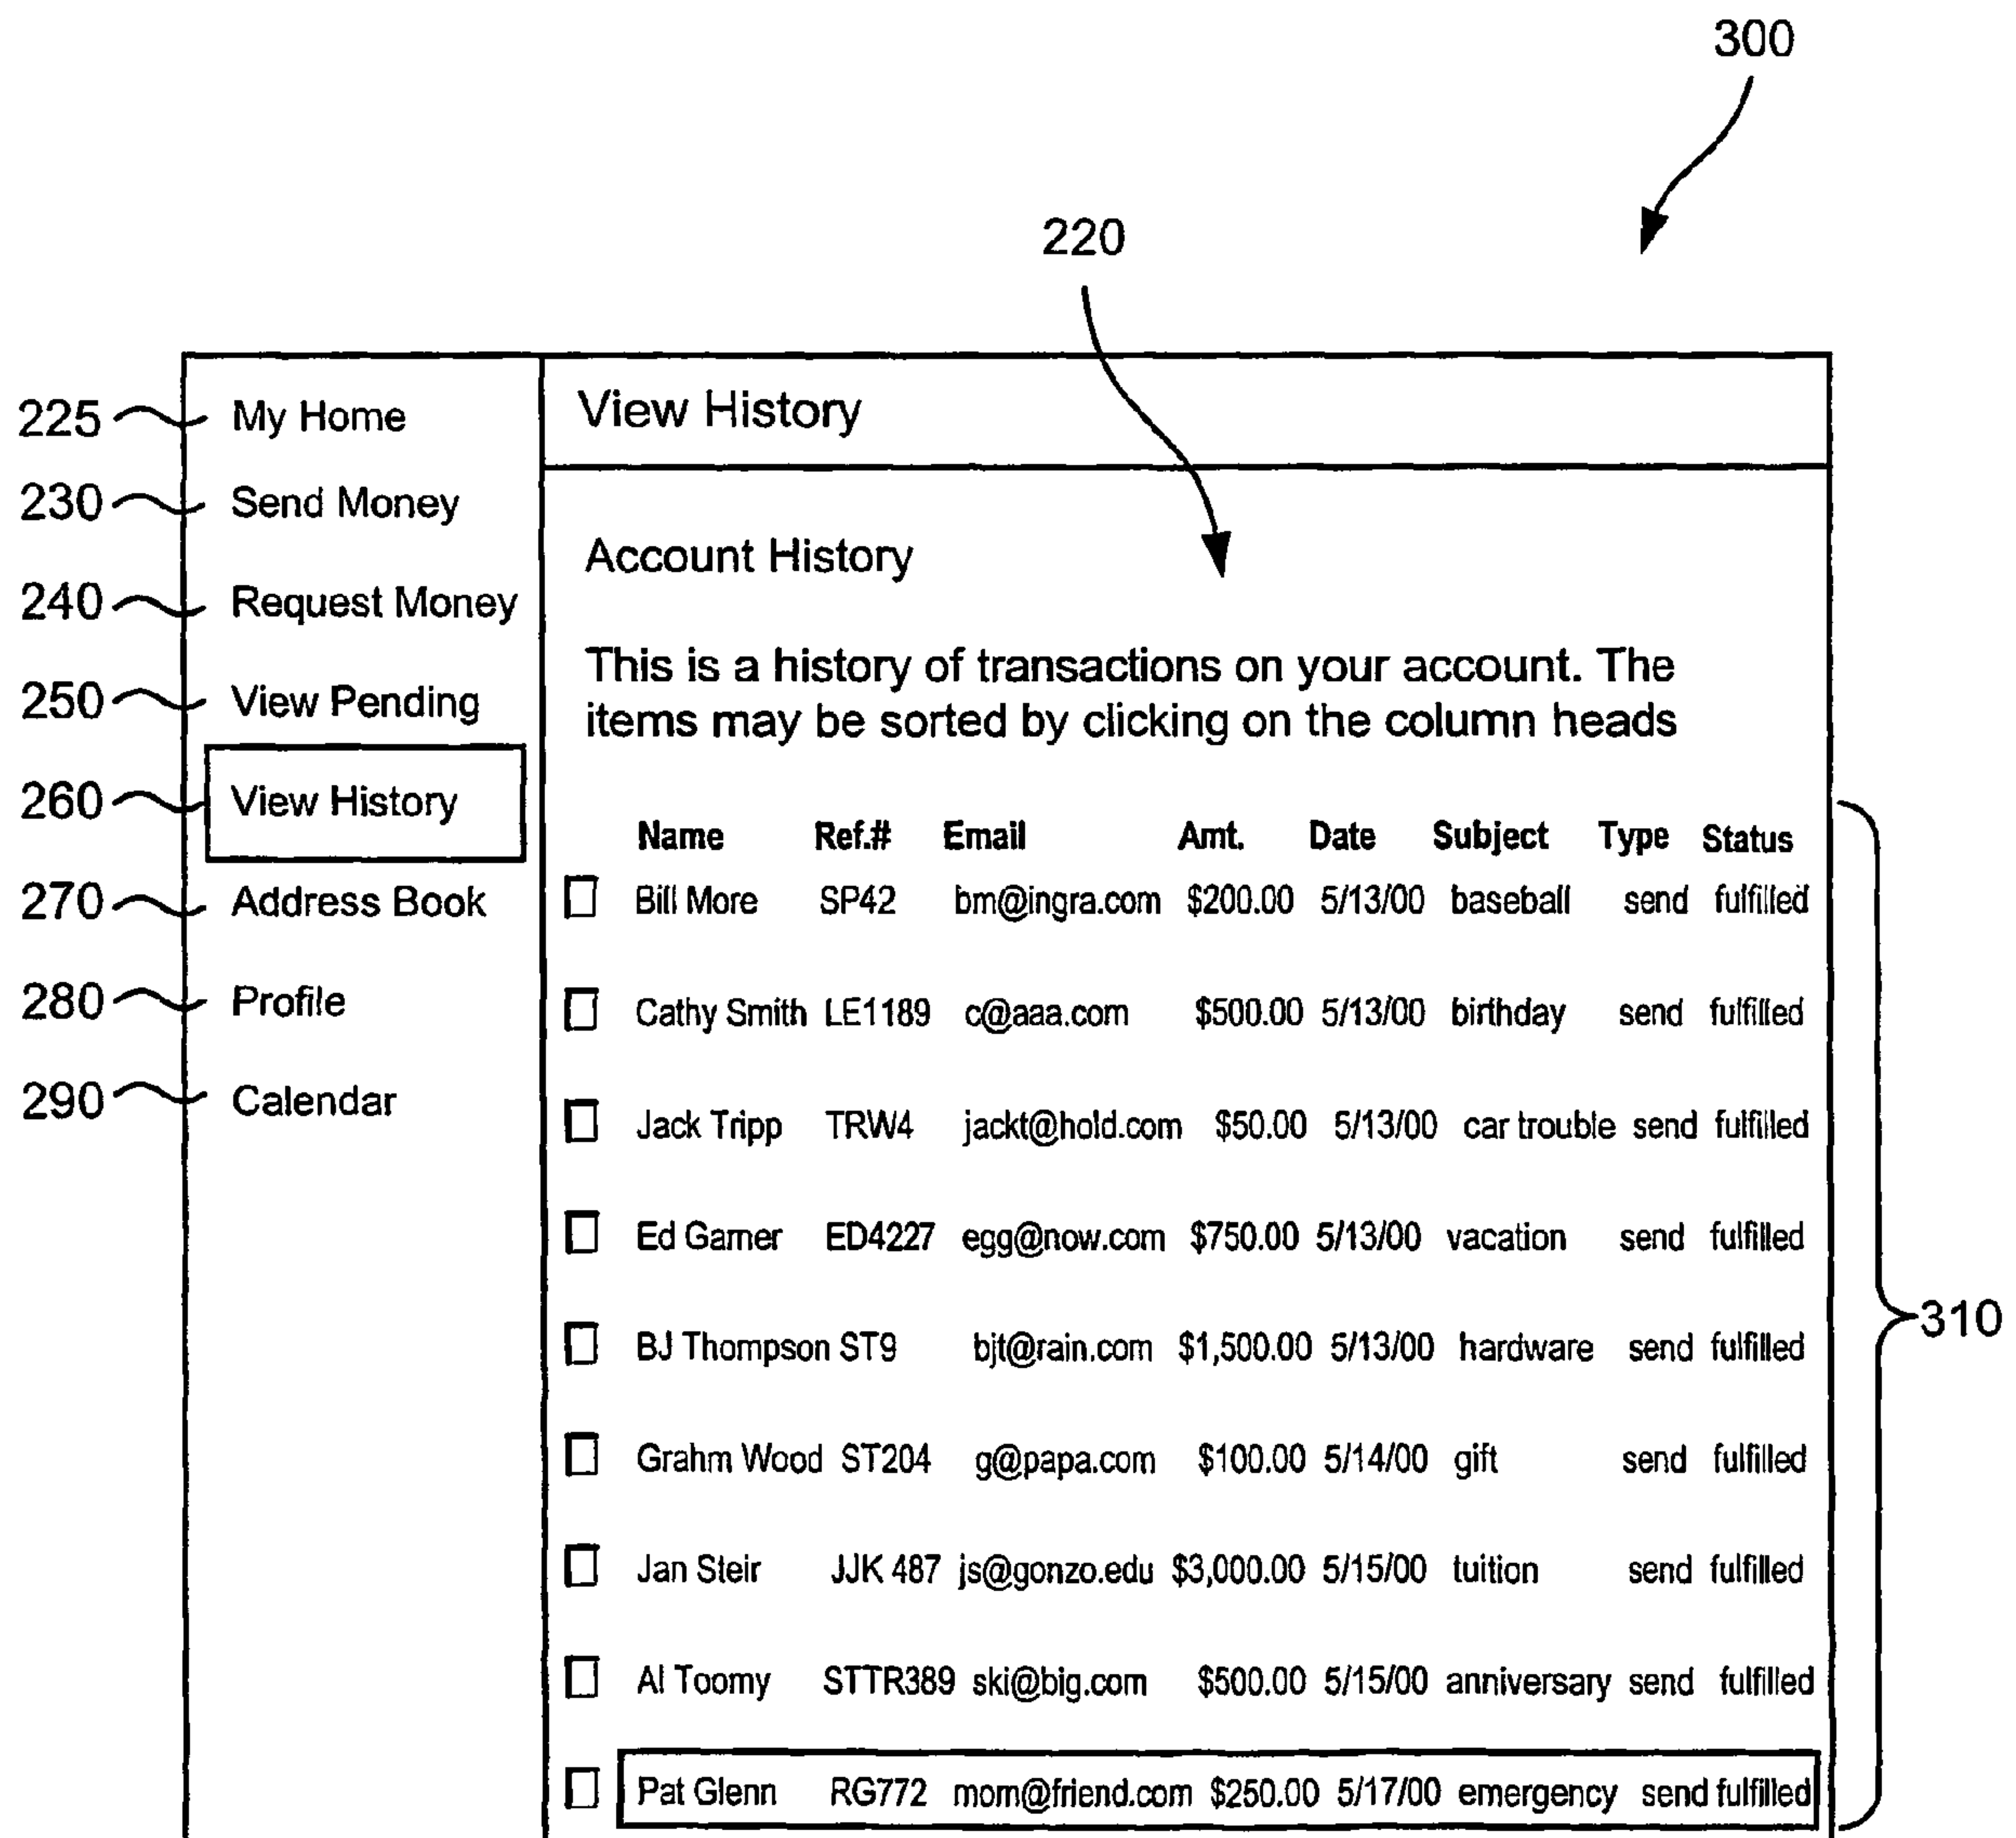 300
220
225 My Home
230 Send Money
240 Request Money
250 View Pending
260 View History
270 Address Book
280 Profile
290 Calendar
View History
Account History
This is a history of transactions on your account. The
items may be sorted by clicking on the column heads
Name Ref.# Email Amt. Date Subject Type Status
Bill More SP42 bm@ingra.com $200.00 5/13/00 baseball send fulfilled
Cathy Smith LE1189 c@aaa.com $500.00 5/13/00 birthday send fulfilled
Jack Tripp TRW4 jackt@hold.com $50.00 5/13/00 car trouble send fulfilled
Ed Garner ED4227 egg@now.com $750.00 5/13/00 vacation send fulfilled
BJ Thompson ST9 bjt@rain.com $1,500.00 5/13/00 hardware send fulfilled
Grahm Wood ST204 g@papa.com $100.00 5/14/00 gift send fulfilled
Jan Steir JJK 487 js@gonzo.edu $3,000.00 5/15/00 tuition send fulfilled
Al Toomy STTR389 ski@big.com $500.00 5/15/00 anniversary send fulfilled
Pat Glenn RG772 mom@friend.com $250.00 5/17/00 emergency send fulfilled
310